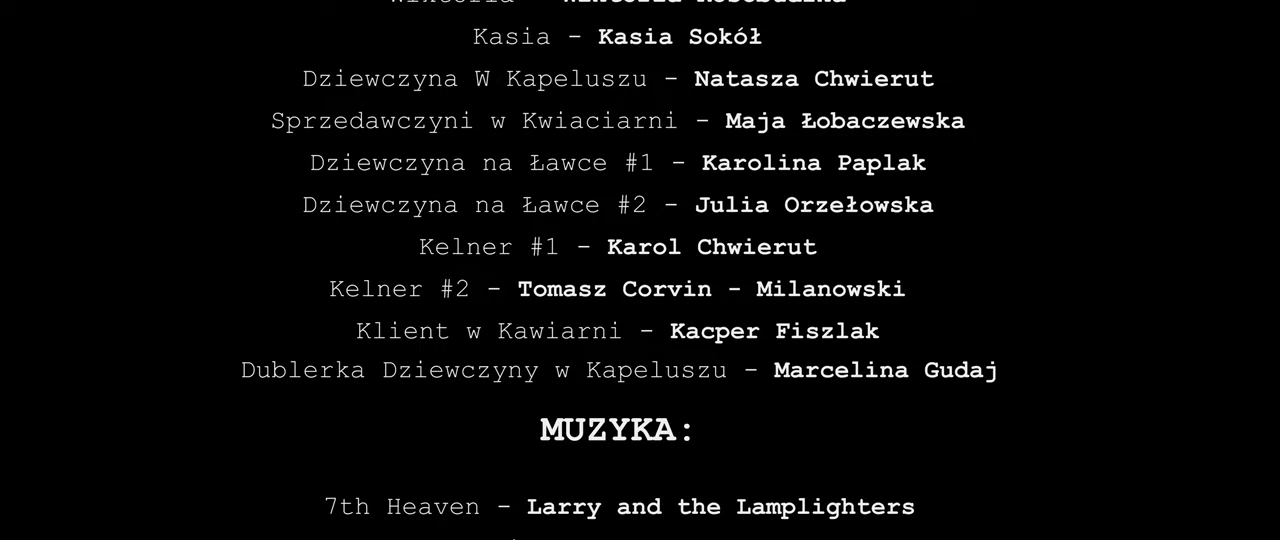 Kasia - Kasia Sokół
Dziewczyna W Kapeluszu - Natasza Chwierut
Sprzedawczyni w Kwiaciarni - Maja Łobaczewska
Dziewczyna na Ławce #1 - Karolina Paplak
Dziewczyna na Ławce #2 - Julia Orzełowska
Kelner #1 - Karol Chwierut
Kelner #2 - Tomasz Corvin - Milanowski
Klient w Kawiarni - Kacper Fiszlak
Dublerka Dziewczyny w Kapeluszu - Marcelina Gudaj
MUZYKA:
7th Heaven - Larry and the Lamplighters